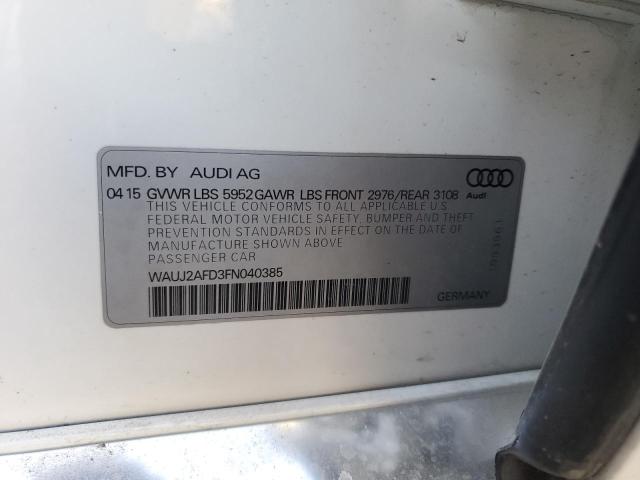 MFD. BY AUDI AG
04 15 GVWR LBS 5952 GAWR LBS FRONT 2976/REAR 3108
Audi
THIS VEHICLE CONFORMS TO ALL APPLICABLE U.S.
FEDERAL MOTOR VEHICLE SAFETY, BUMPER AND THEFT
PREVENTION STANDARDS IN EFFECT ON THE DATE OF
MANUFACTURE SHOWN ABOVE
PASSENGER CAR
WAUJ2AFD3FN040385
GERMANY